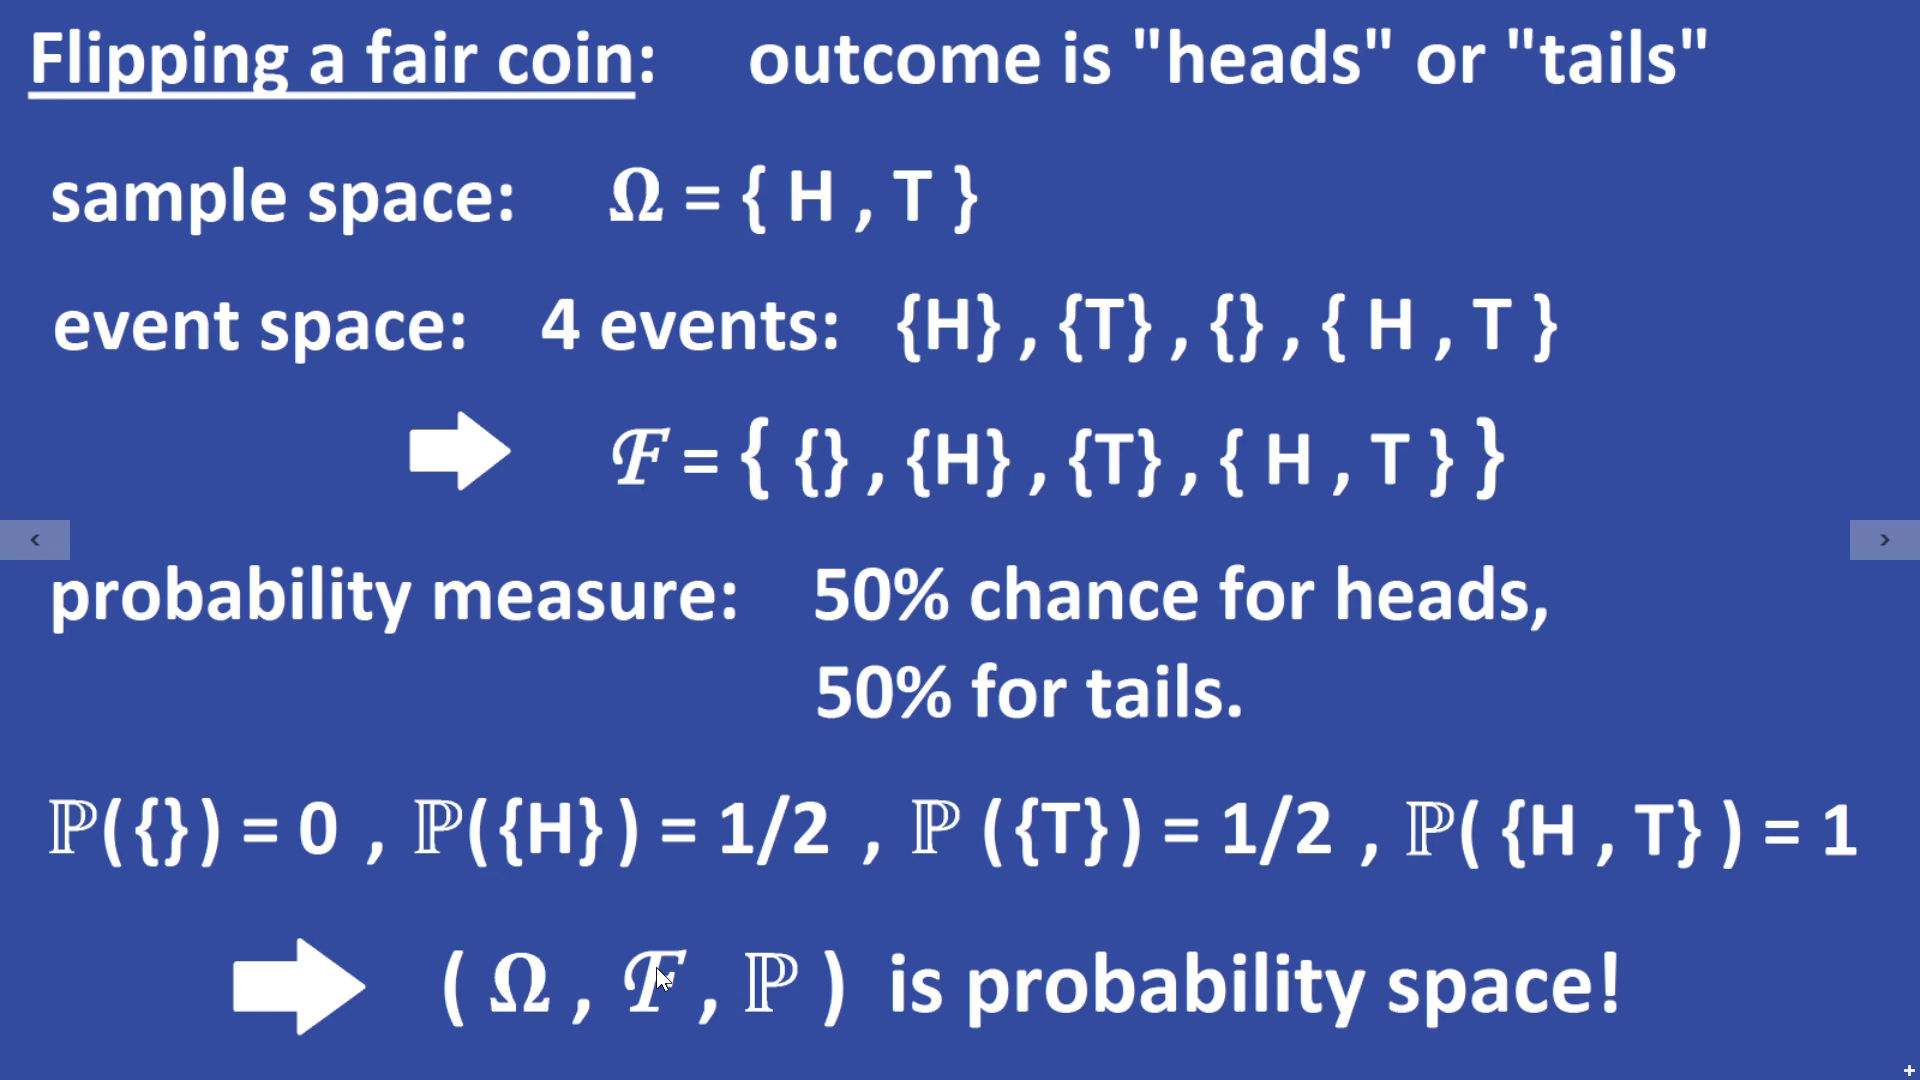 Flipping a fair coin: outcome is "heads" or "tails"
sample space: Ω = { H , T }
event space: 4 events: {H} , {T} , {} , { H , T }
ℱ = { {} , {H} , {T} , { H , T } }
probability measure: 50% chance for heads,
50% for tails.
ℙ( {} ) = 0 , ℙ( {H} ) = 1/2 , ℙ ( {T} ) = 1/2 , ℙ( {H , T} ) = 1
( Ω , ℱ , ℙ ) is probability space!